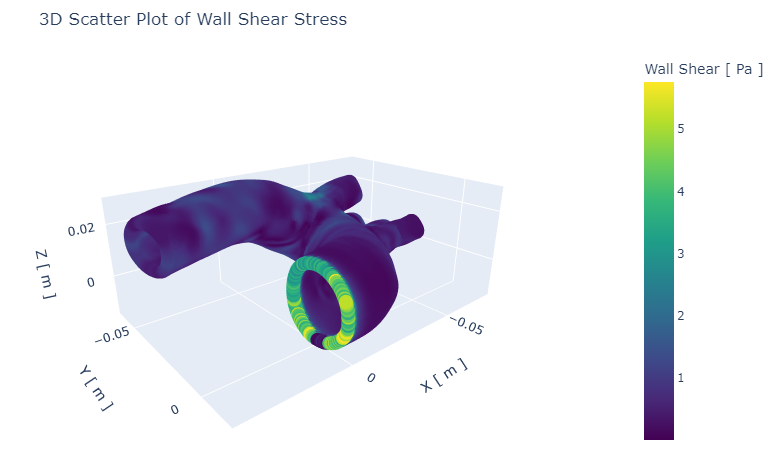 3D Scatter Plot of Wall Shear Stress
Wall Shear [ Pa ]
5
4
3
2
1
0.02
0
Z [ m ]
−0.05
0
Y [ m ]
−0.05
0
X [ m ]